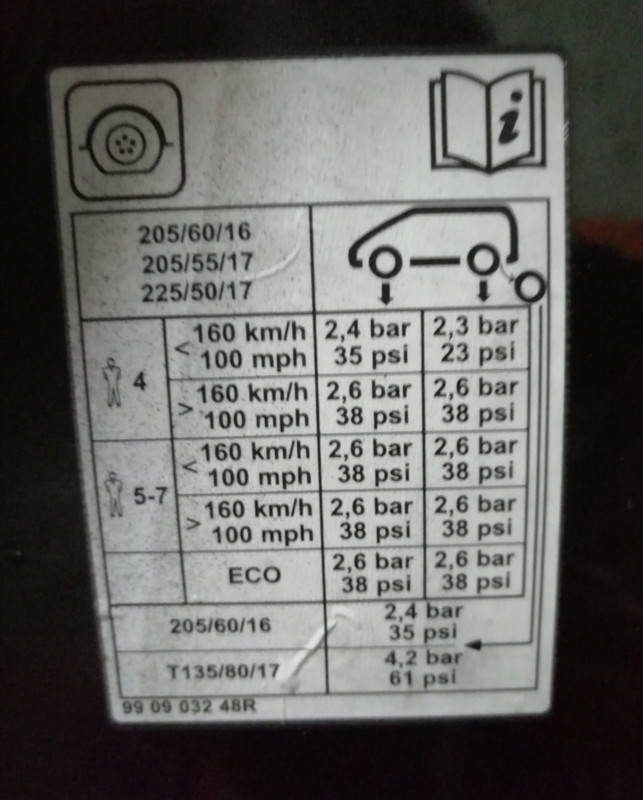 i
205/60/16
205/55/17
225/50/17
4
< 160 km/h 100 mph 2,4 bar 35 psi 2,3 bar 23 psi
> 160 km/h 100 mph 2,6 bar 38 psi 2,6 bar 38 psi
5-7
< 160 km/h 100 mph 2,6 bar 38 psi 2,6 bar 38 psi
> 160 km/h 100 mph 2,6 bar 38 psi 2,6 bar 38 psi
ECO 2,6 bar 38 psi 2,6 bar 38 psi
205/60/16 2,4 bar 35 psi
T135/80/17 4,2 bar 61 psi
99 09 032 48R